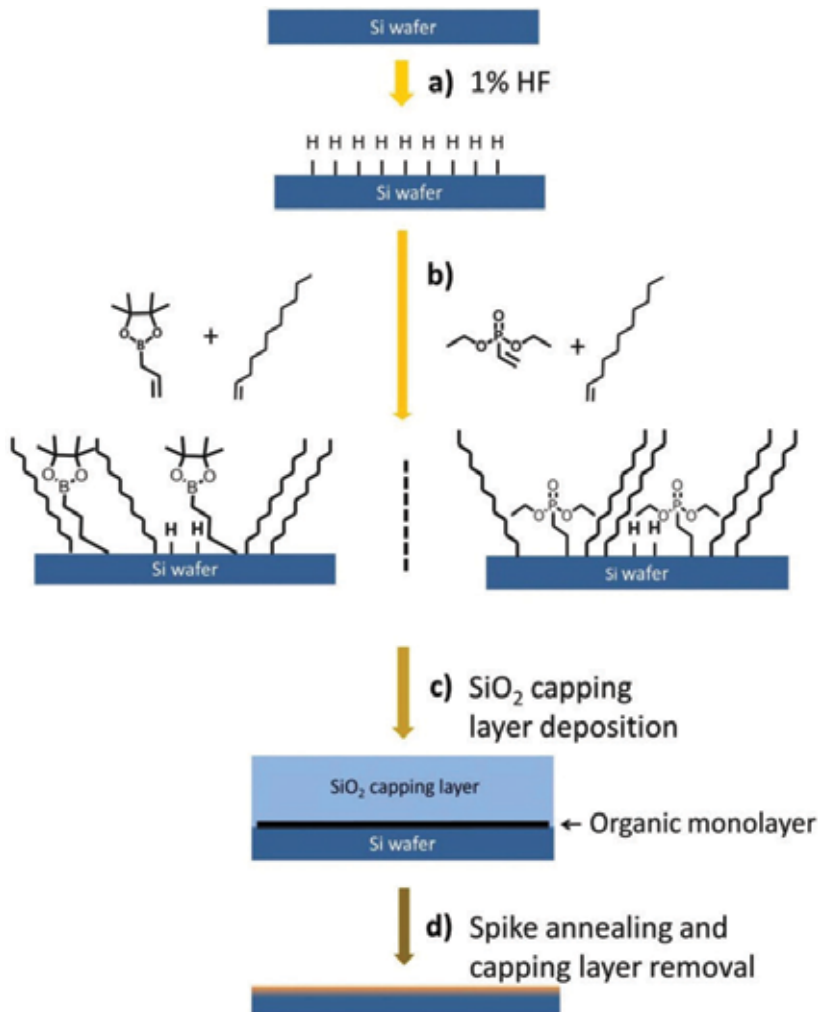 Si wafer
a) 1% HF
H H H H H H H H H
Si wafer
b)
O O
B
+
O
P
O O
+
O O
B
O O
B
H H
Si wafer
O
P
O O
O
P
O O
H H
Si wafer
c) SiO₂ capping
layer deposition
SiO₂ capping layer
← Organic monolayer
Si wafer
d) Spike annealing and
capping layer removal